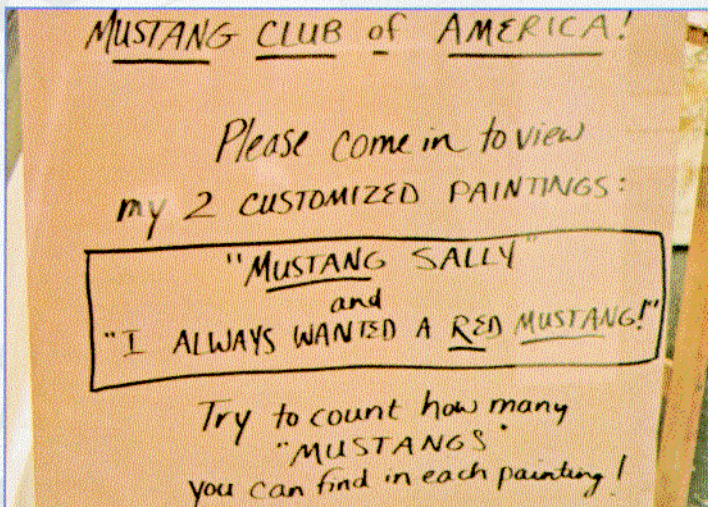 MUSTANG CLUB of AMERICA!
Please come in to view
my 2 CUSTOMIZED PAINTINGS:
"MUSTANG SALLY"
and
"I ALWAYS WANTED A RED MUSTANG!"
Try to count how many
"MUSTANGS"
you can find in each painting!